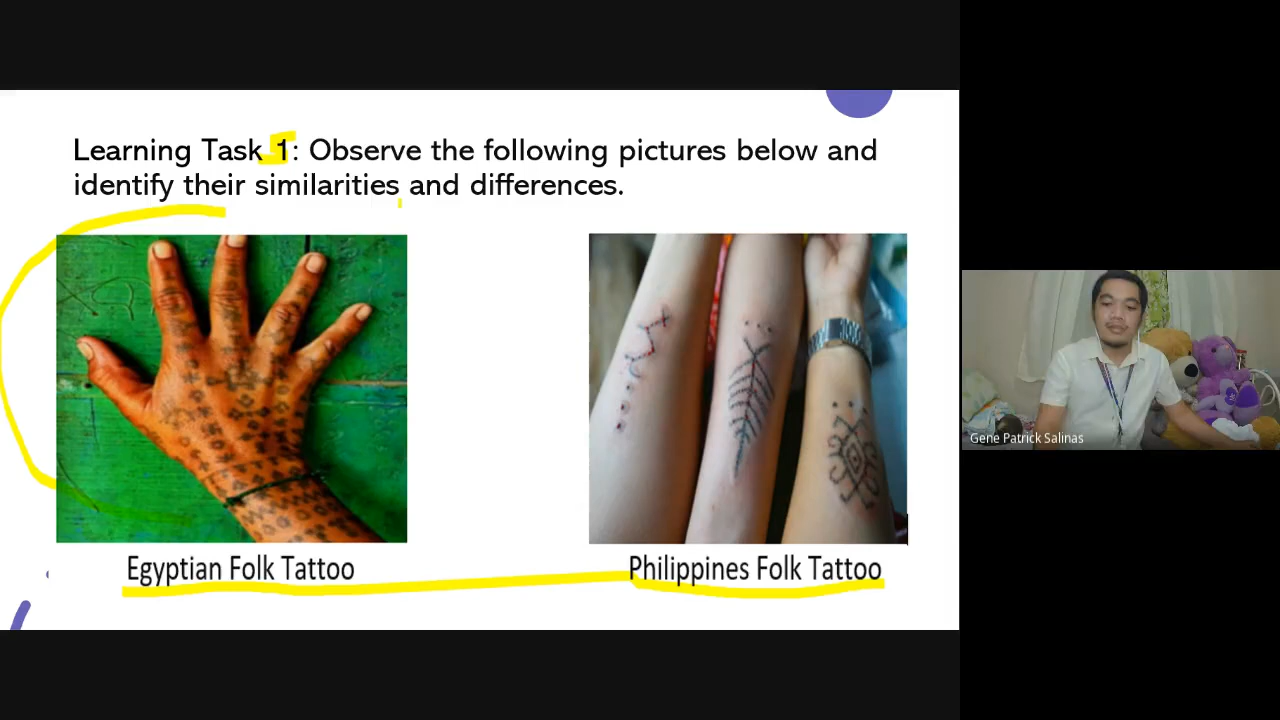 Learning Task 1: Observe the following pictures below and
identify their similarities and differences.
Egyptian Folk Tattoo
Philippines Folk Tattoo
Gene Patrick Salinas